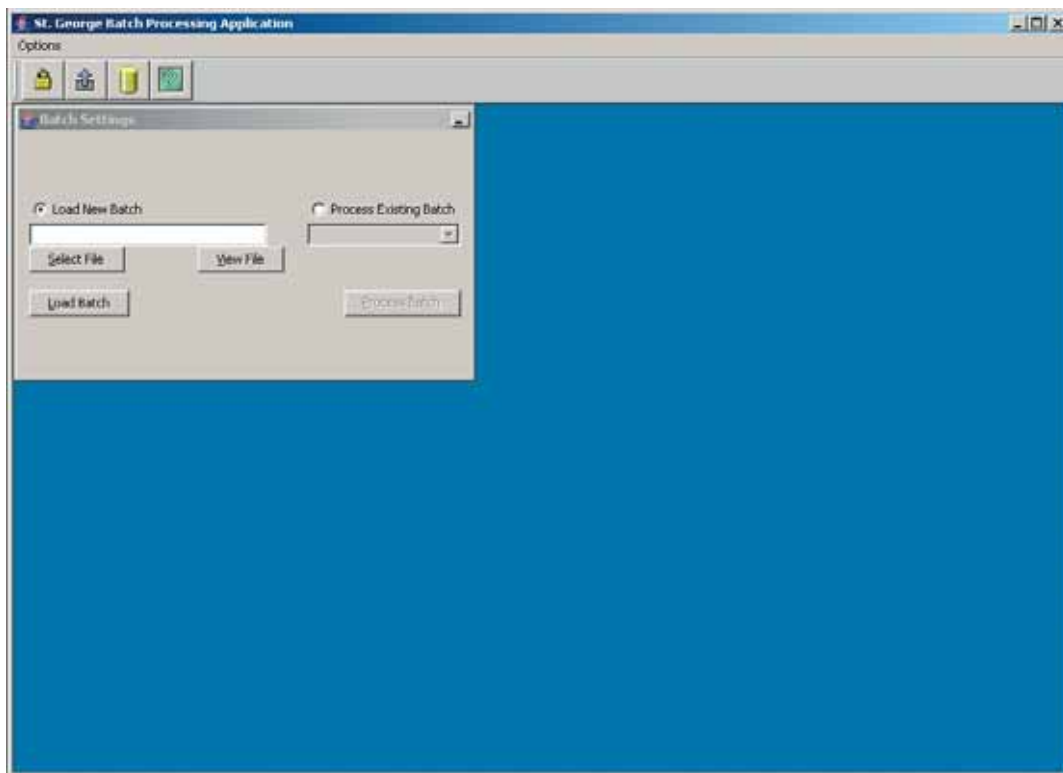 St. George Batch Processing Application
Options
Batch Settings
Load New Batch Process Existing Batch
Select File View File
Load Batch Process Batch